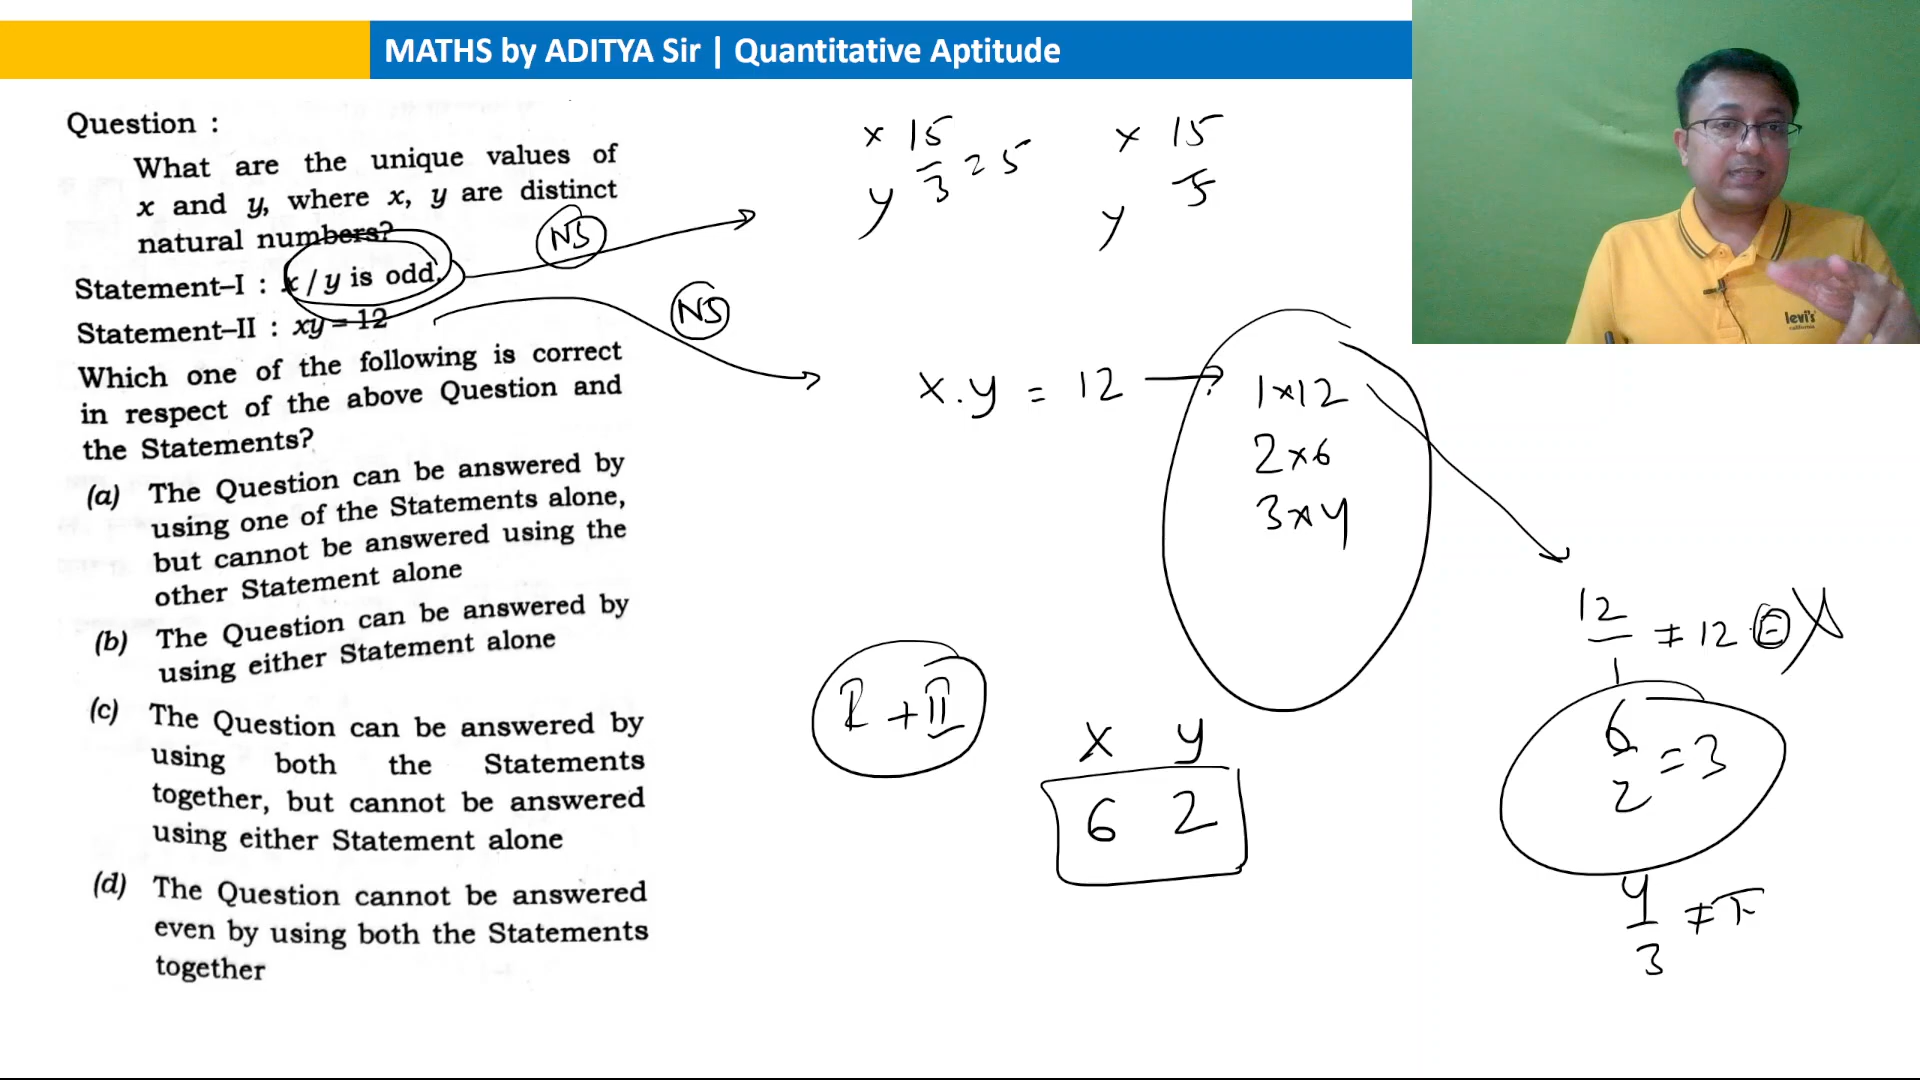 MATHS by ADITYA Sir | Quantitative Aptitude
Question :
What are the unique values of
x and y, where x, y are distinct
natural numbers?
Statement–I : x / y is odd.
Statement–II : xy = 12
Which one of the following is correct
in respect of the above Question and
the Statements?
(a) The Question can be answered by
using one of the Statements alone,
but cannot be answered using the
other Statement alone
(b) The Question can be answered by
using either Statement alone
(c) The Question can be answered by
using both the Statements
together, but cannot be answered
using either Statement alone
(d) The Question cannot be answered
even by using both the Statements
together
NS
NS
x 15
y 3 = 5
x 15
y 5
x.y = 12
1x12
2x6
3x4
I + II
x y
6 2
12
1
= 12 E X
6
2
= 3
4
3
≠ I
levi's